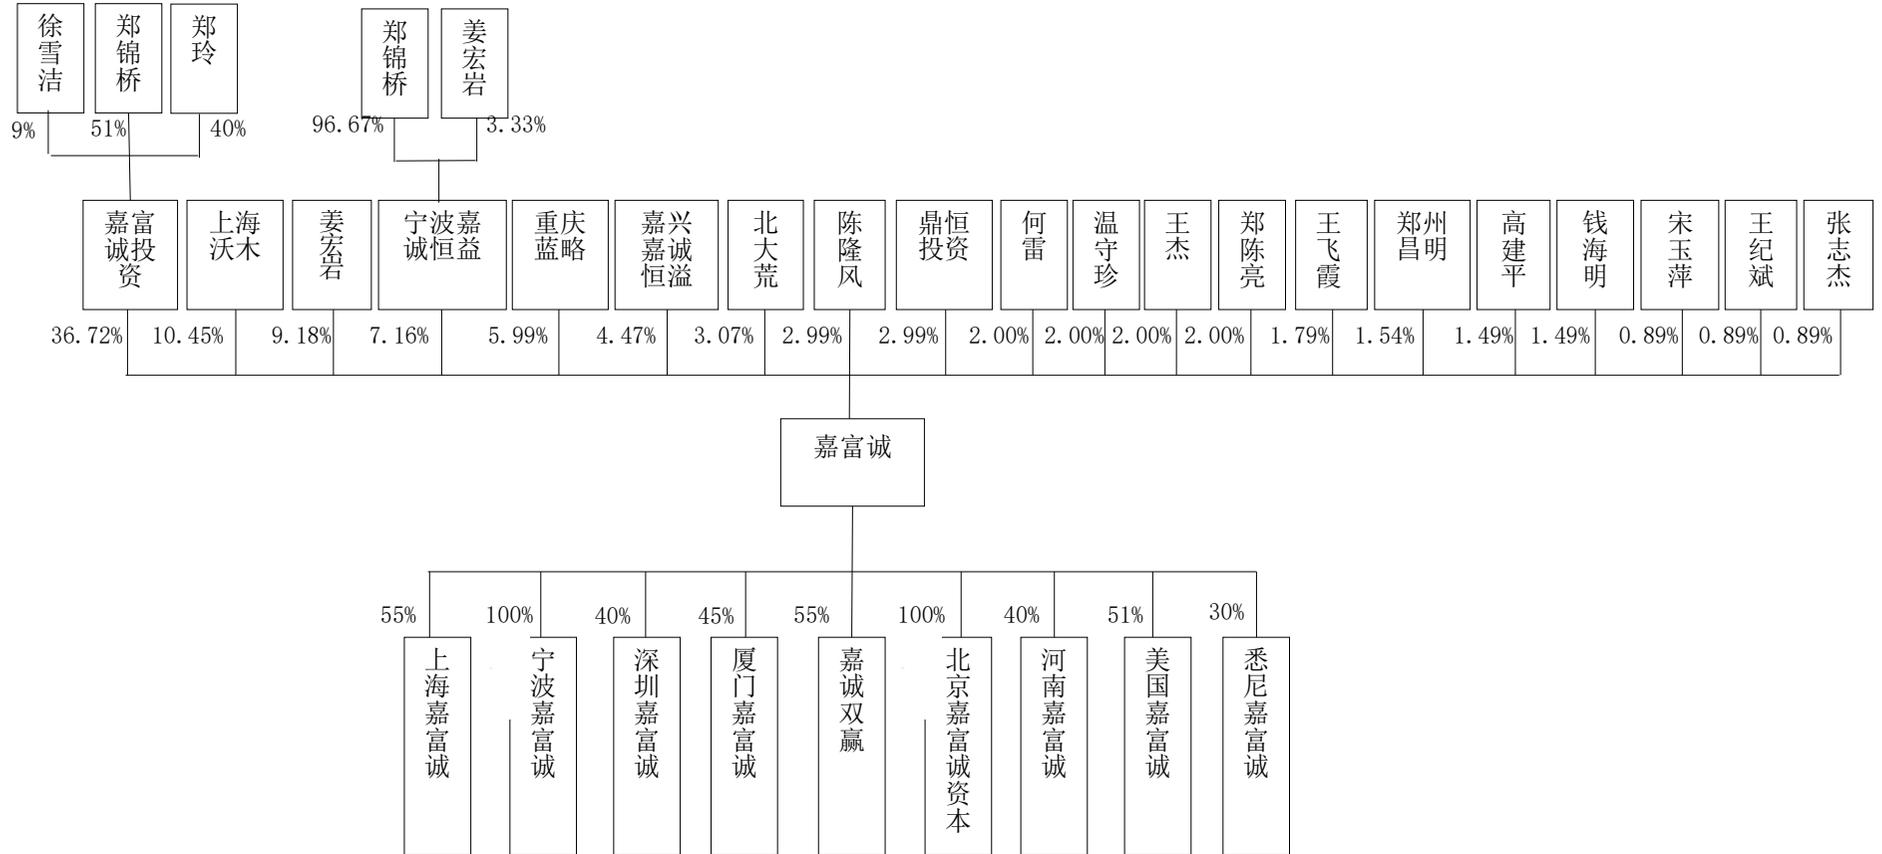 徐雪洁
郑锦桥
郑玲
郑锦桥
姜宏岩
9%
51%
40%
96.67%
3.33%
嘉富
诚投
资
上海
沃木
姜宏岩
宁波嘉
诚恒益
重庆
蓝略
嘉兴
嘉诚
恒溢
北大荒
陈隆风
鼎恒
投资
何雷
温守珍
王杰
郑陈亮
王飞霞
郑州
昌明
高建平
钱海明
宋玉萍
王纪斌
张志杰
36.72%
10.45%
9.18%
7.16%
5.99%
4.47%
3.07%
2.99%
2.99%
2.00%
2.00%
2.00%
2.00%
1.79%
1.54%
1.49%
1.49%
0.89%
0.89%
0.89%
嘉富诚
55%
100%
40%
45%
55%
100%
40%
51%
30%
上海嘉富诚
宁波嘉富诚
深圳嘉富诚
厦门嘉富诚
嘉诚双赢
北京嘉富诚资本
河南嘉富诚
美国嘉富诚
悉尼嘉富诚